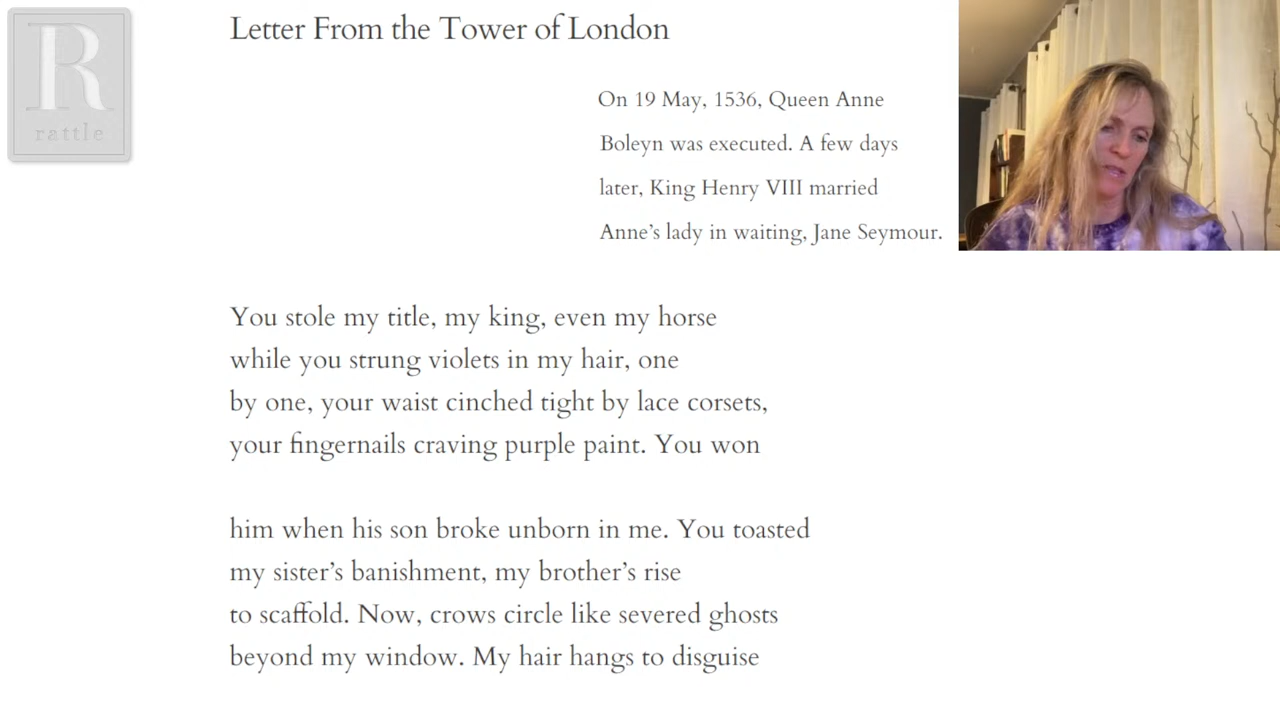 R
rattle
Letter From the Tower of London
On 19 May, 1536, Queen Anne
Boleyn was executed. A few days
later, King Henry VIII married
Anne’s lady in waiting, Jane Seymour.
You stole my title, my king, even my horse
while you strung violets in my hair, one
by one, your waist cinched tight by lace corsets,
your fingernails craving purple paint. You won
him when his son broke unborn in me. You toasted
my sister’s banishment, my brother’s rise
to scaffold. Now, crows circle like severed ghosts
beyond my window. My hair hangs to disguise